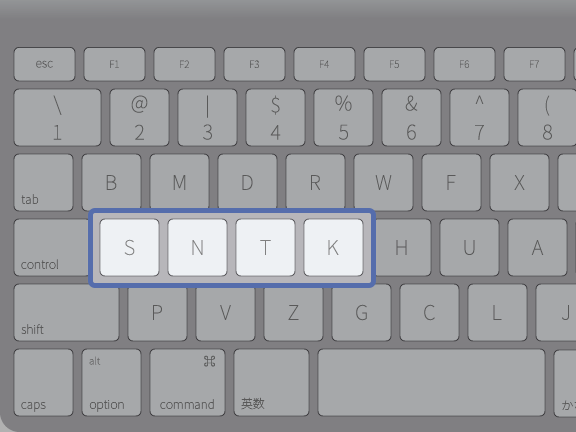 esc F1 F2 F3 F4 F5 F6 F7
\ @ | $ % & ^ (
1 2 3 4 5 6 7 8
tab B M D R W F X
control S N T K H U A
shift P V Z G C L J
alt ⌘
caps option command 英数 か